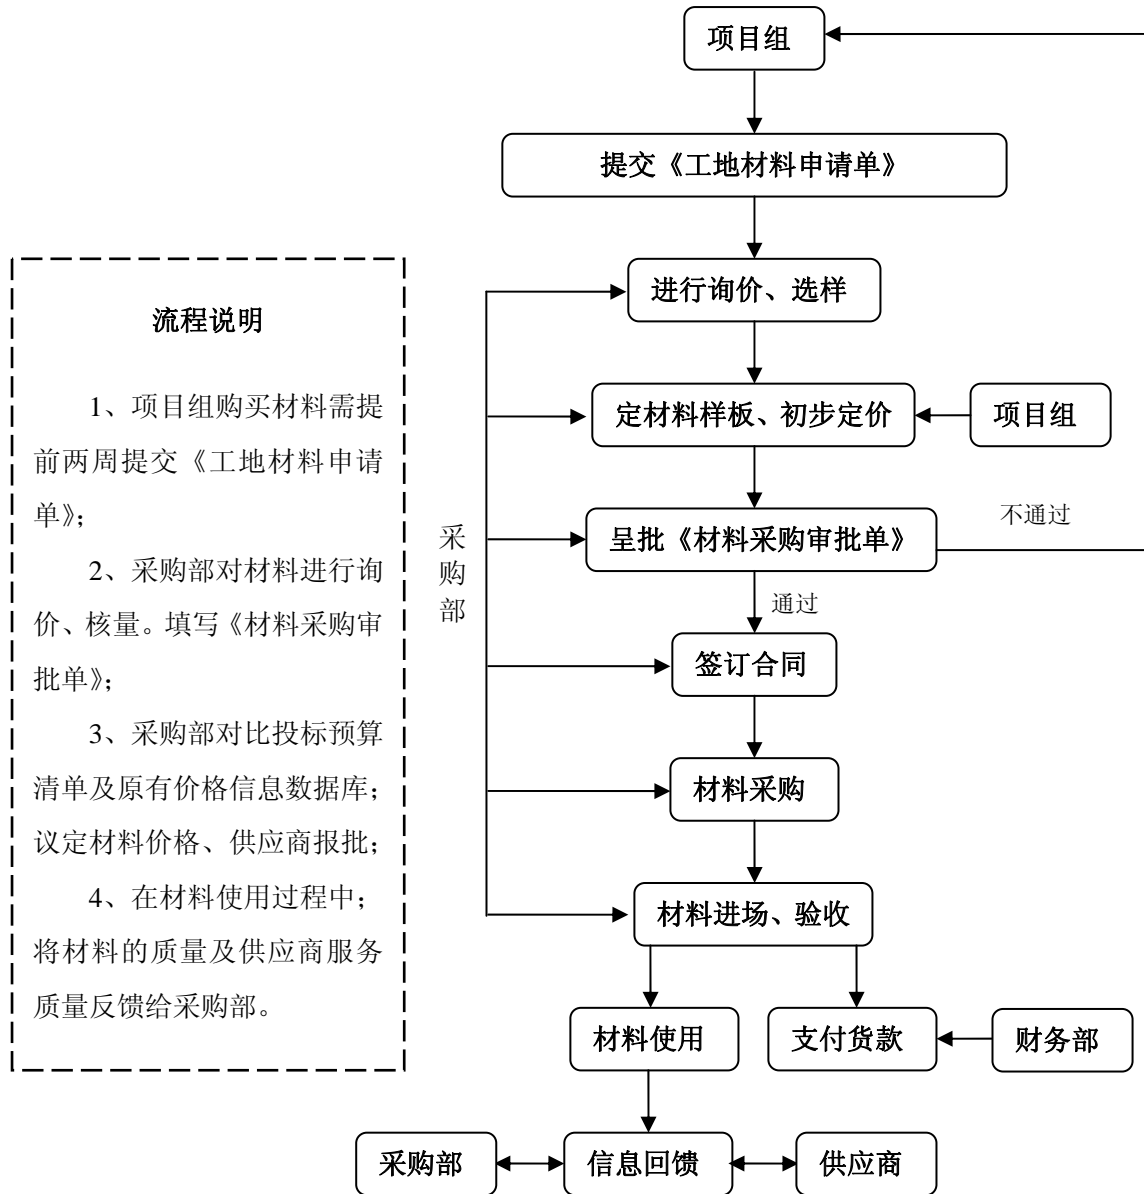 项目组
提交《工地材料申请单》
进行询价、选样
定材料样板、初步定价
项目组
呈批《材料采购审批单》
不通过
通过
签订合同
材料采购
材料进场、验收
材料使用
支付货款
财务部
采购部
信息回馈
供应商
采
购
部
流程说明
1、项目组购买材料需提
前两周提交《工地材料申请
单》；
2、采购部对材料进行询
价、核量。填写《材料采购审
批单》；
3、采购部对比投标预算
清单及原有价格信息数据库；
议定材料价格、供应商报批；
4、在材料使用过程中；
将材料的质量及供应商服务
质量反馈给采购部。